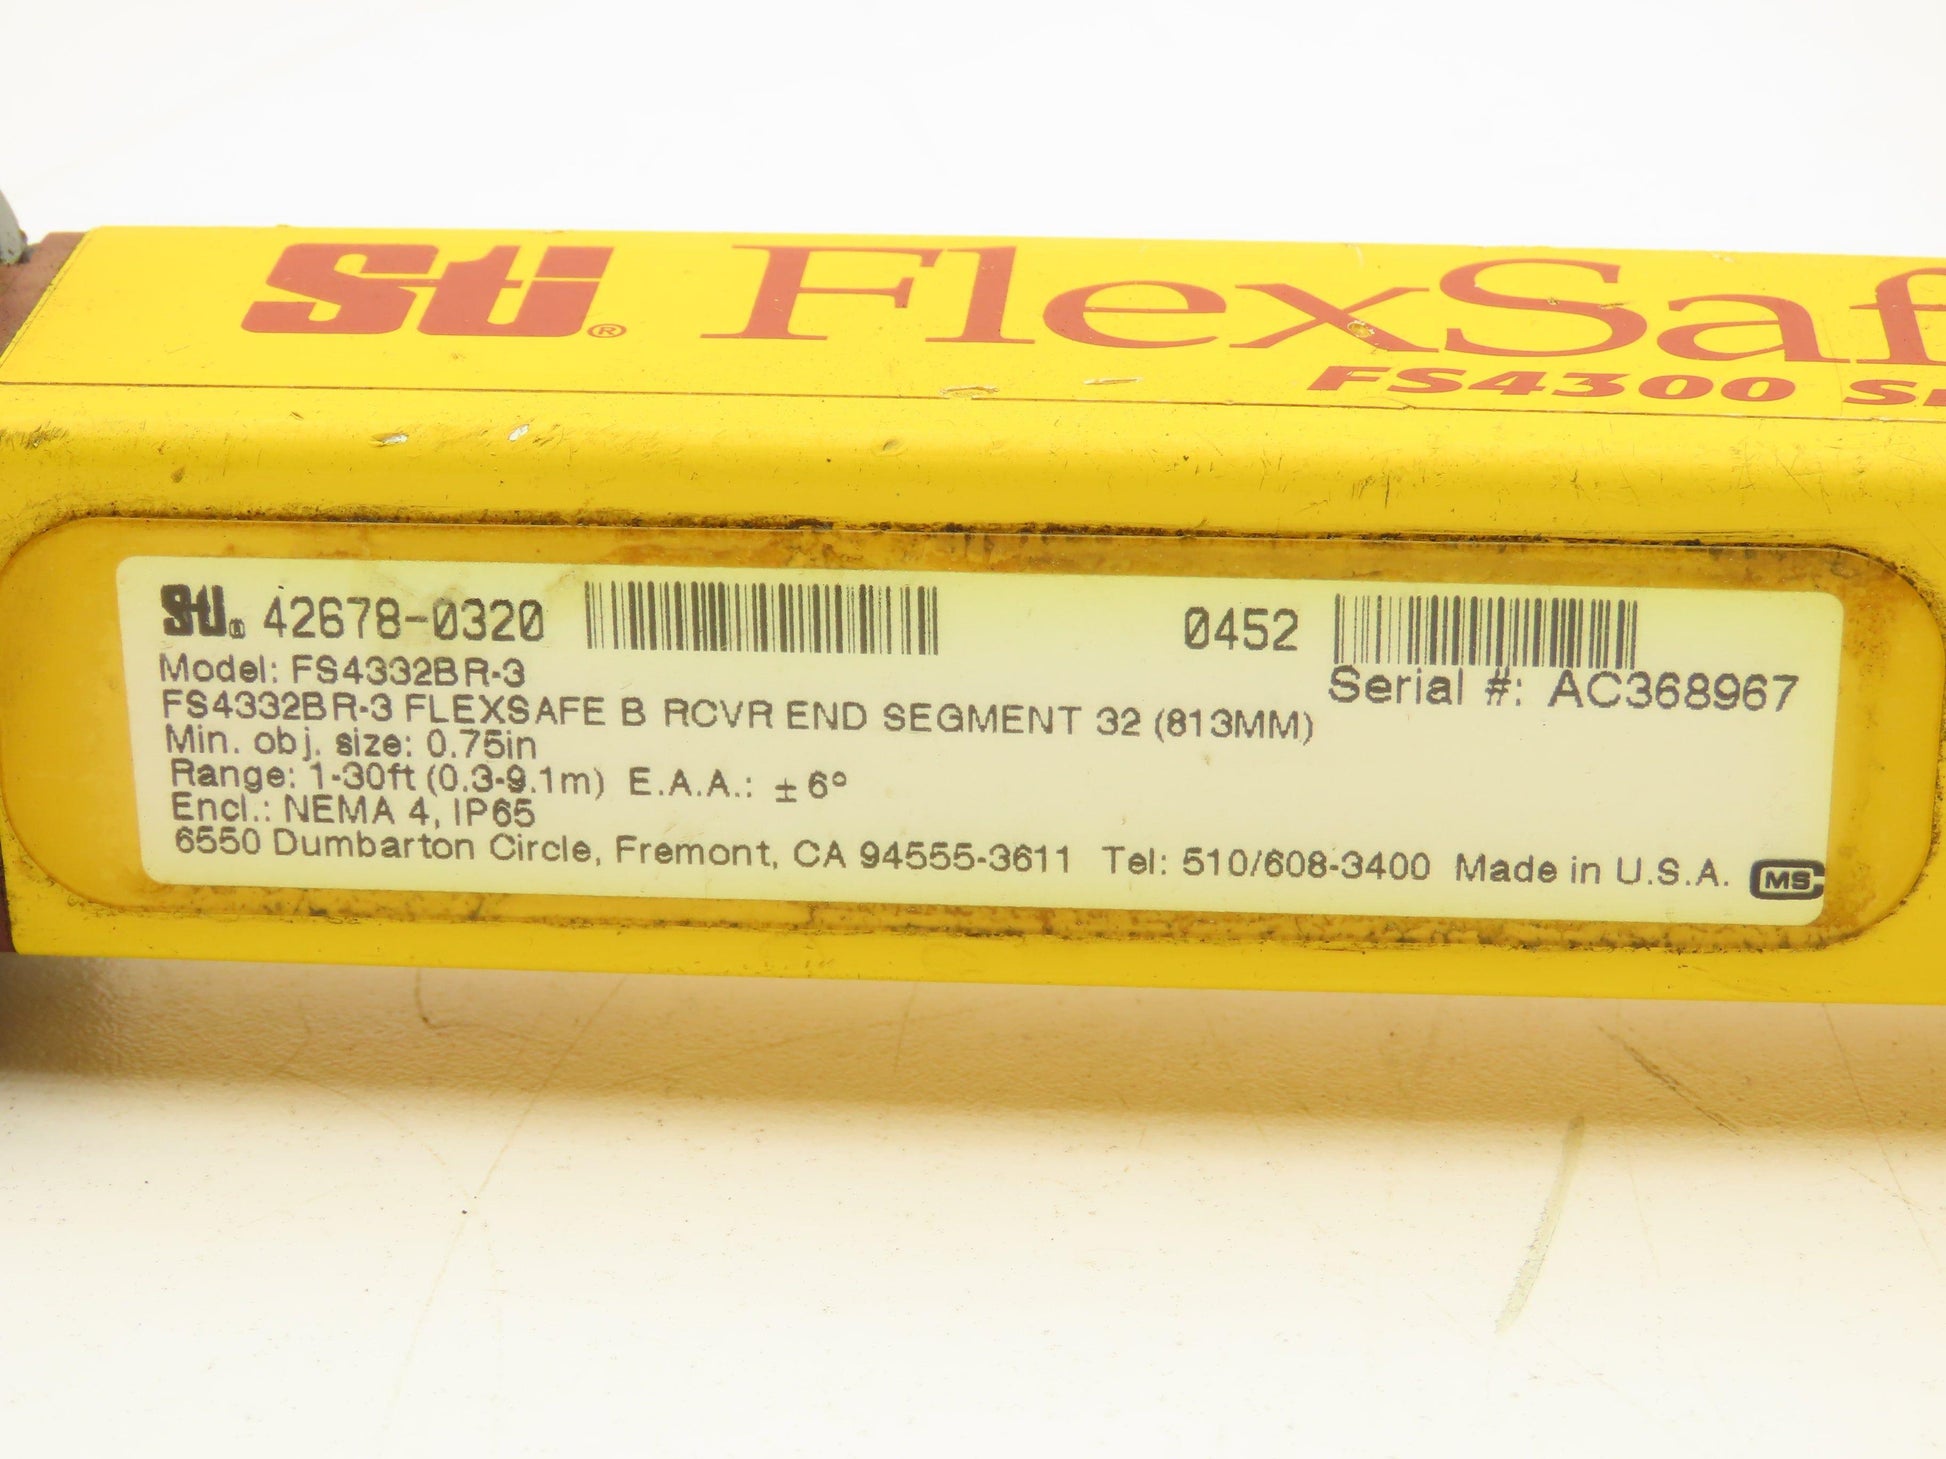 Sti® FlexSaf
FS4300
Sti® 42678-0320
0452
Model: FS4332BR-3
Serial #: AC368967
FS4332BR-3 FLEXSAFE B RCVR END SEGMENT 32 (813MM)
Min. obj. size: 0.75in
Range: 1-30ft (0.3-9.1m) E.A.A.: ±6°
Encl.: NEMA 4, IP65
6550 Dumbarton Circle, Fremont, CA 94555-3611 Tel: 510/608-3400 Made in U.S.A. CMS